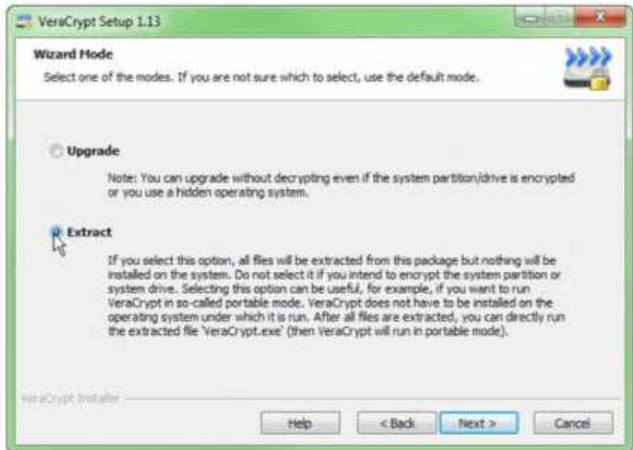 VeraCrypt Setup 1.13
Wizard Mode
Select one of the modes. If you are not sure which to select, use the default mode.
Upgrade
Note: You can upgrade without decrypting even if the system partition/drive is encrypted
or you use a hidden operating system.
Extract
If you select this option, all files will be extracted from this package but nothing will be
installed on the system. Do not select it if you intend to encrypt the system partition or
system drive. Selecting this option can be useful, for example, if you want to run
VeraCrypt in so-called portable mode. VeraCrypt does not have to be installed on the
operating system under which it is run. After all files are extracted, you can directly run
the extracted file 'VeraCrypt.exe' (then VeraCrypt will run in portable mode).
VeraCrypt Installer
Help
< Back
Next >
Cancel